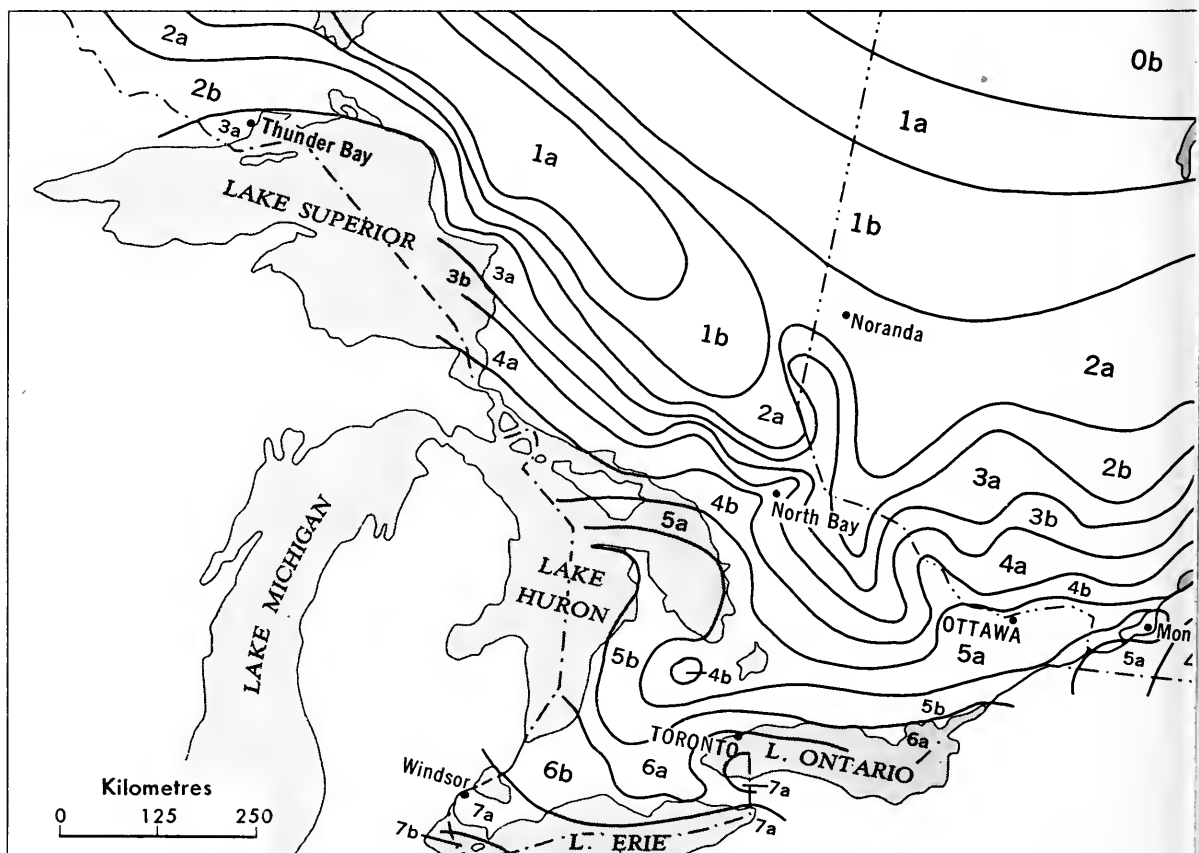 2a
0b
2b
1a
3a
Thunder Bay
1a
LAKE SUPERIOR
1b
3b
3a
Noranda
1b
4a
2a
2a
2b
3a
4b
North Bay
3b
5a
4a
LAKE MICHIGAN
LAKE
HURON
4b
OTTAWA
Mon
5b
4b
5a
5a
5b
TORONTO
6a
L. ONTARIO
Windsor
6b
6a
Kilometres
7a
7a
0 125 250
7a
7b
L. ERIE